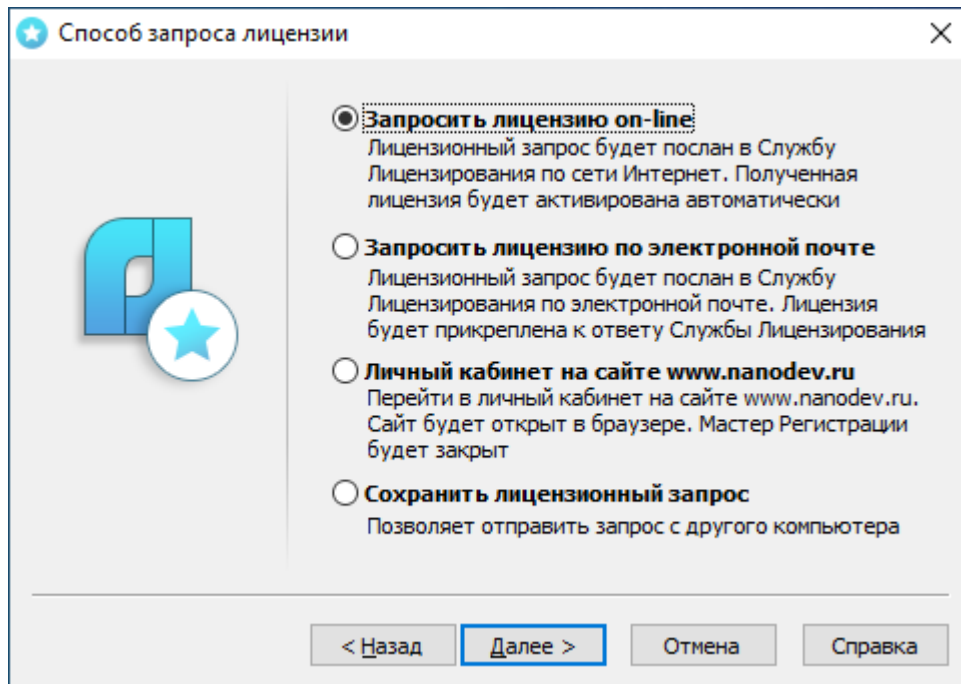 Способ запроса лицензии
Запросить лицензию on-line
Лицензионный запрос будет послан в Службу
Лицензирования по сети Интернет. Полученная
лицензия будет активирована автоматически
Запросить лицензию по электронной почте
Лицензионный запрос будет послан в Службу
Лицензирования по электронной почте. Лицензия
будет прикреплена к ответу Службы Лицензирования
Личный кабинет на сайте www.nanodev.ru
Перейти в личный кабинет на сайте www.nanodev.ru.
Сайт будет открыт в браузере. Мастер Регистрации
будет закрыт
Сохранить лицензионный запрос
Позволяет отправить запрос с другого компьютера
< Назад Далее > Отмена Справка